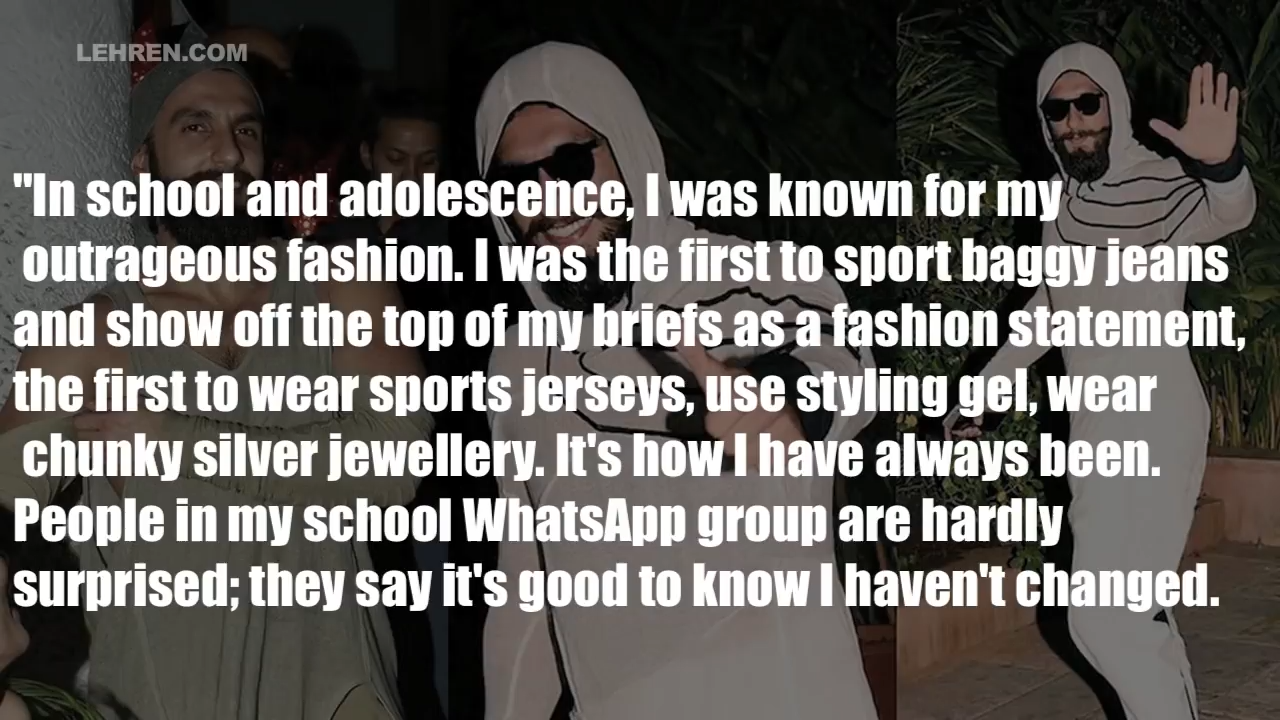 LEHREN.COM
"In school and adolescence, I was known for my
outrageous fashion. I was the first to sport baggy jeans
and show off the top of my briefs as a fashion statement,
the first to wear sports jerseys, use styling gel, wear
chunky silver jewellery. It's how I have always been.
People in my school WhatsApp group are hardly
surprised; they say it's good to know I haven't changed.